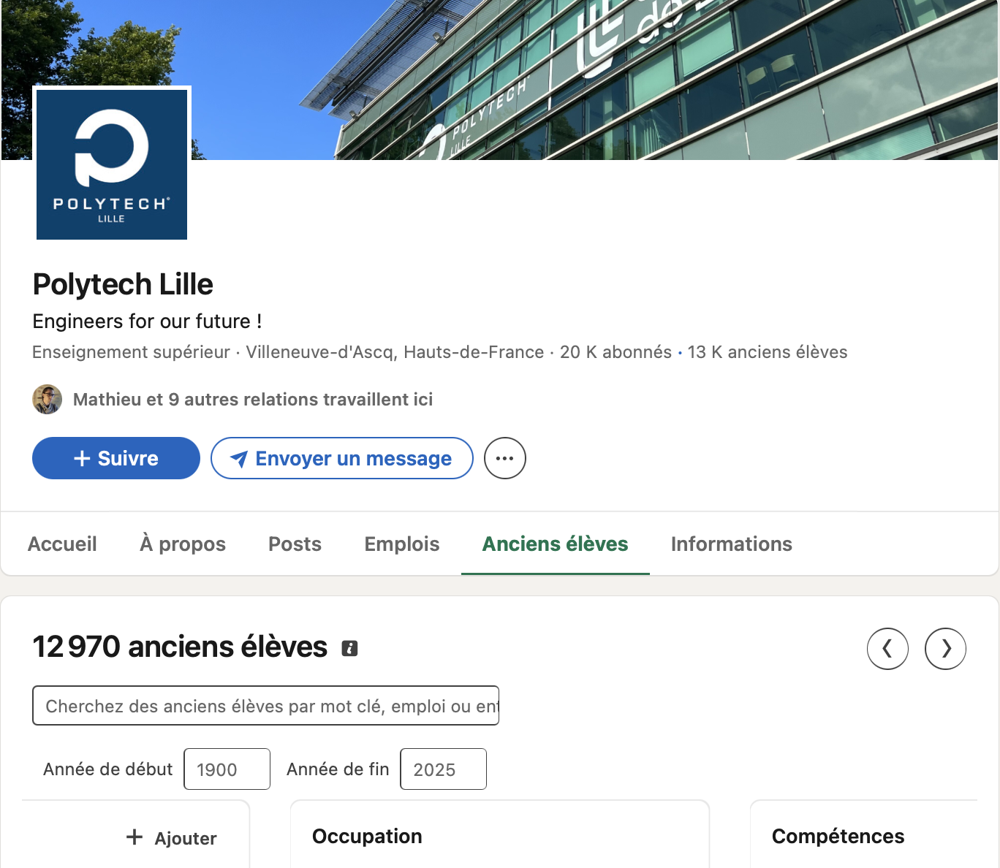 de
POLYTECH
LILLE
POLYTECH®
LILLE
Polytech Lille
Engineers for our future !
Enseignement supérieur · Villeneuve-d'Ascq, Hauts-de-France · 20 K abonnés • 13 K anciens élèves
Mathieu et 9 autres relations travaillent ici
+ Suivre
Envoyer un message
...
Accueil À propos Posts Emplois Anciens élèves Informations
12 970 anciens élèves i
Cherchez des anciens élèves par mot clé, emploi ou ent
Année de début 1900 Année de fin 2025
+ Ajouter
Occupation
Compétences